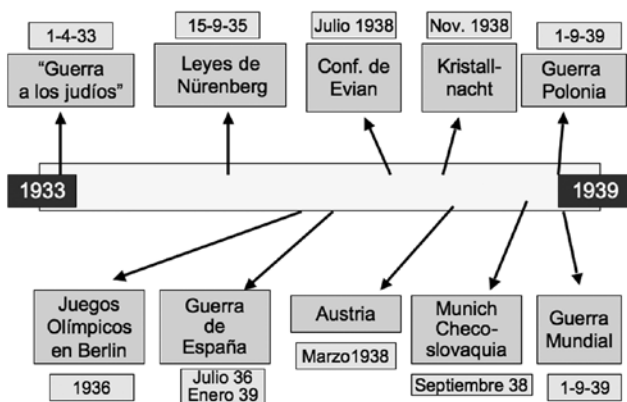 1-4-33
15-9-35
Julio 1938
Nov. 1938
1-9-39
"Guerra
a los judíos"
Leyes de
Nürenberg
Conf. de
Evian
Kristall-
nacht
Guerra
Polonia
1933
1939
Juegos
Olímpicos
en Berlin
Guerra
de
España
Austria
Munich
Checo-
slovaquia
Guerra
Mundial
1936
Julio 36
Enero 39
Marzo1938
Septiembre 38
1-9-39